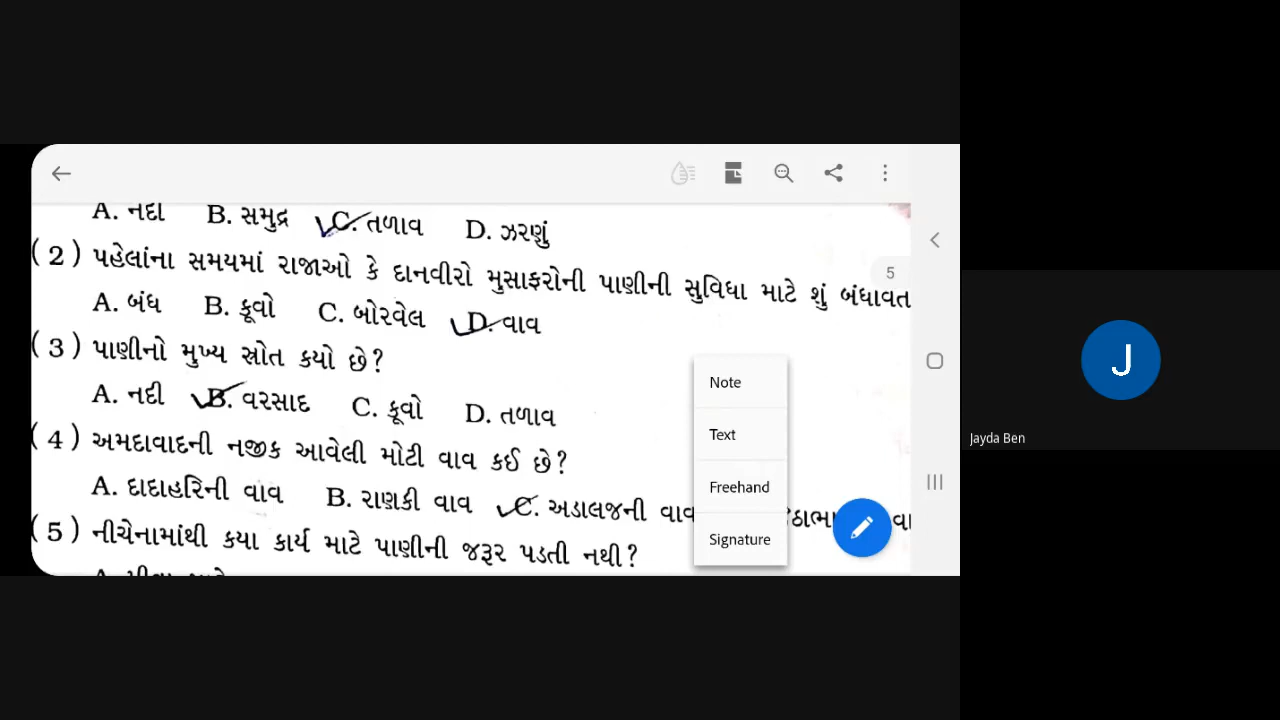 A. નદી B. સમુદ્ર C. તળાવ D. ઝરણું
( 2 ) પહેલાંના સમયમાં રાજાઓ કે દાનવીરો મુસાફરોની પાણીની સુવિધા માટે શું બંધાવત
5
A. બંધ B. કૂવો C. બોરવેલ D. વાવ
( 3 ) પાણીનો મુખ્ય સ્રોત કયો છે?
A. નદી B. વરસાદ C. કૂવો D. તળાવ
( 4 ) અમદાવાદની નજીક આવેલી મોટી વાવ કઈ છે?
A. દાદાહરિની વાવ B. રાણકી વાવ C. અડાલજની વાવ
( 5 ) નીચેનામાંથી કયા કાર્ય માટે પાણીની જરૂર પડતી નથી?
Note
Text
Freehand
Signature
J
Jayda Ben